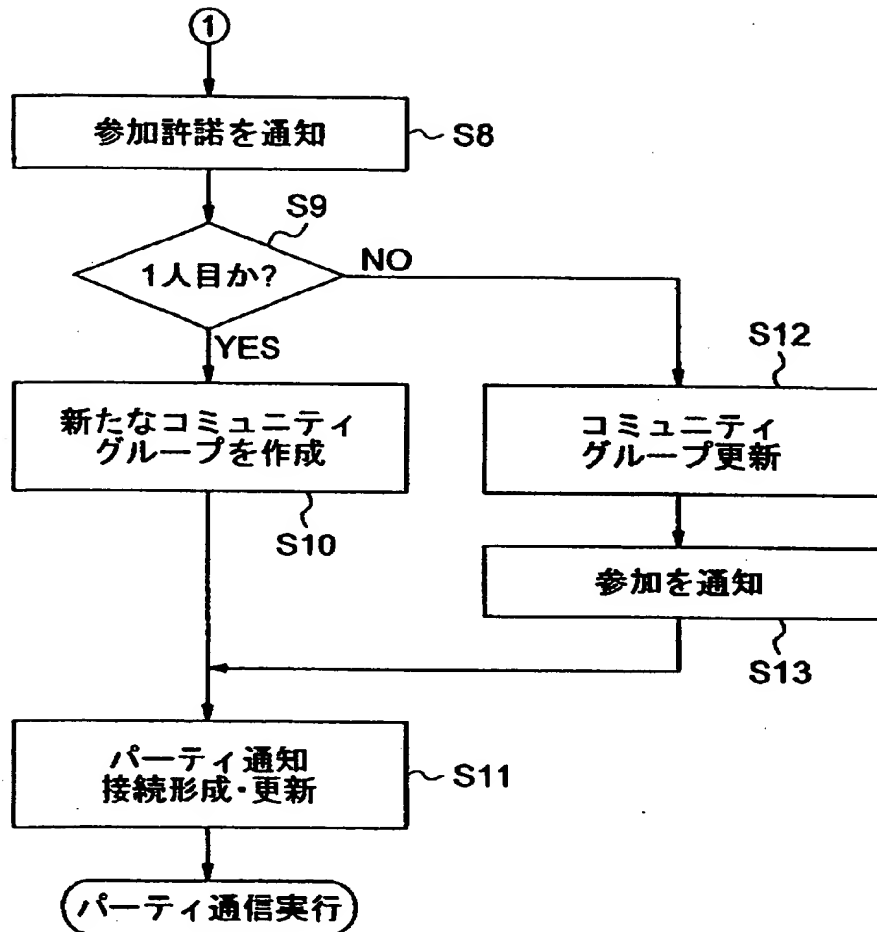 1
参加許諾を通知
S8
S9
1人目か?
NO
YES
S12
新たなコミュニティ
グループを作成
S10
コミュニティ
グループ更新
参加を通知
S13
パーティ通知
接続形成・更新
S11
パーティ通信実行